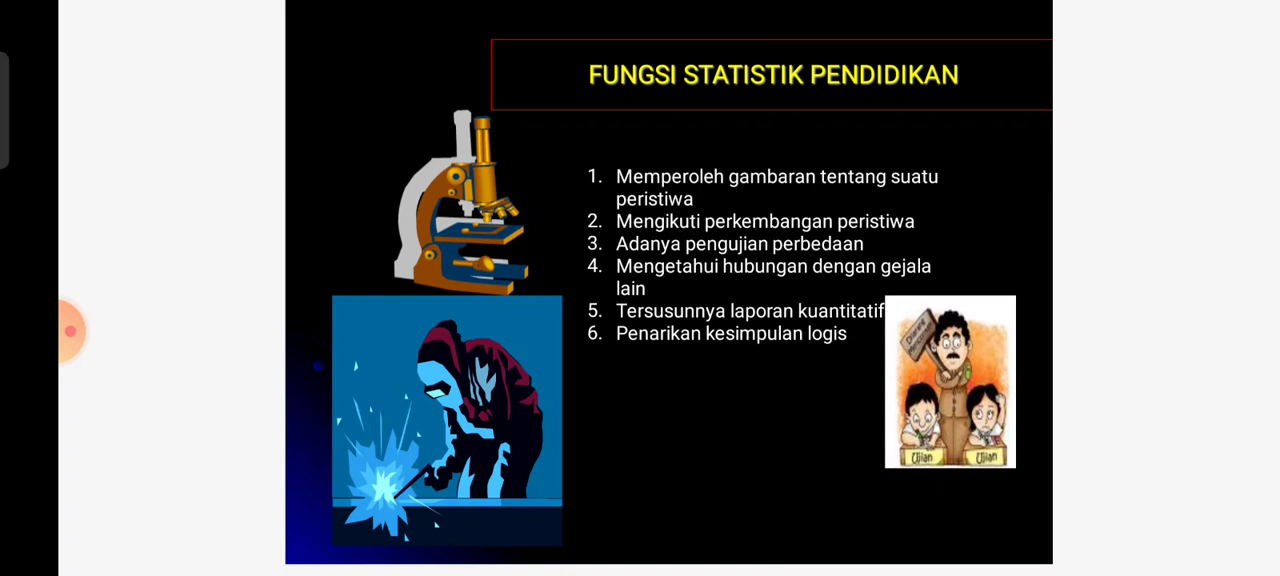 FUNGSI STATISTIK PENDIDIKAN
1. Memperoleh gambaran tentang suatu
peristiwa
2. Mengikuti perkembangan peristiwa
3. Adanya pengujian perbedaan
4. Mengetahui hubungan dengan gejala
lain
5. Tersusunnya laporan kuantitatif
6. Penarikan kesimpulan logis
Dilarang
Ujian
Ujian